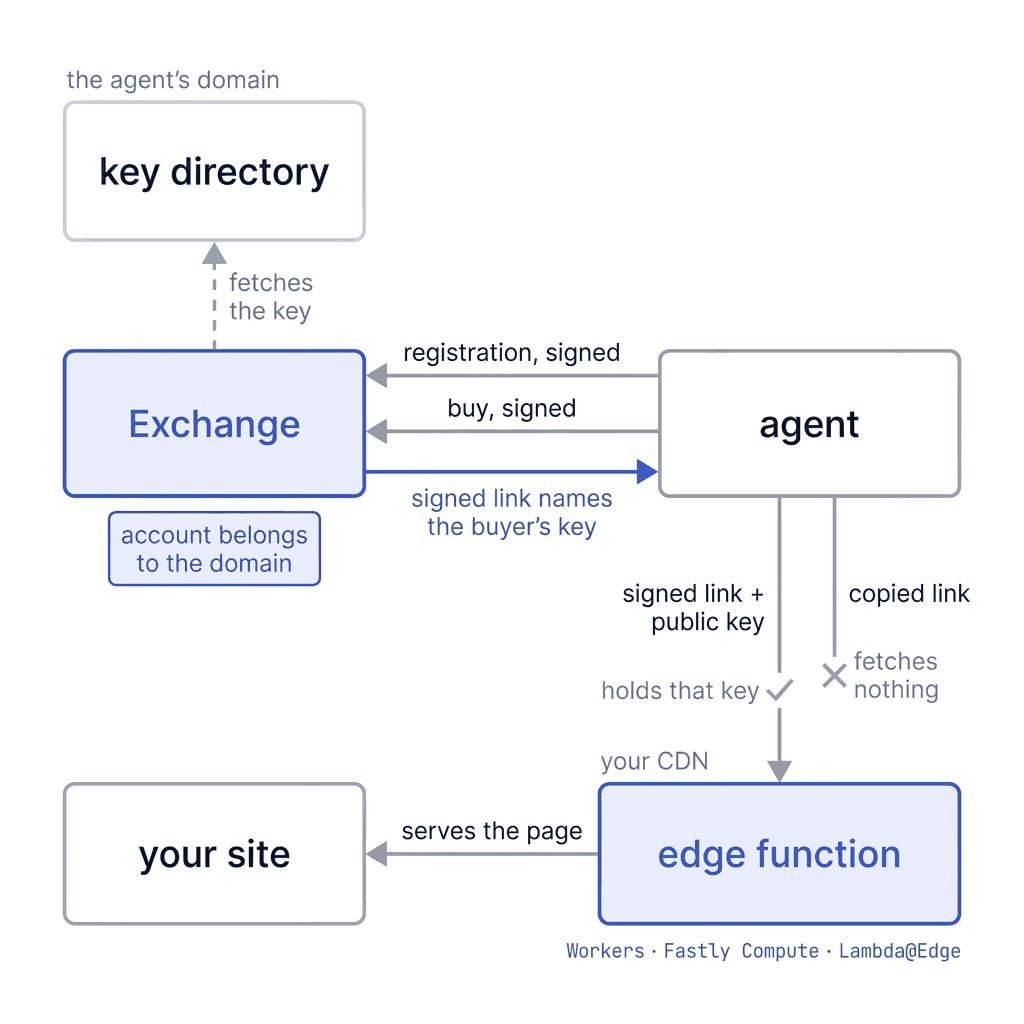 the agent’s domain
key directory
fetches
the key
registration, signed
buy, signed
Exchange
agent
signed link names
the buyer’s key
account belongs
to the domain
signed link +
public key
copied link
holds that key
fetches
nothing
your CDN
your site
serves the page
edge function
Workers · Fastly Compute · Lambda@Edge